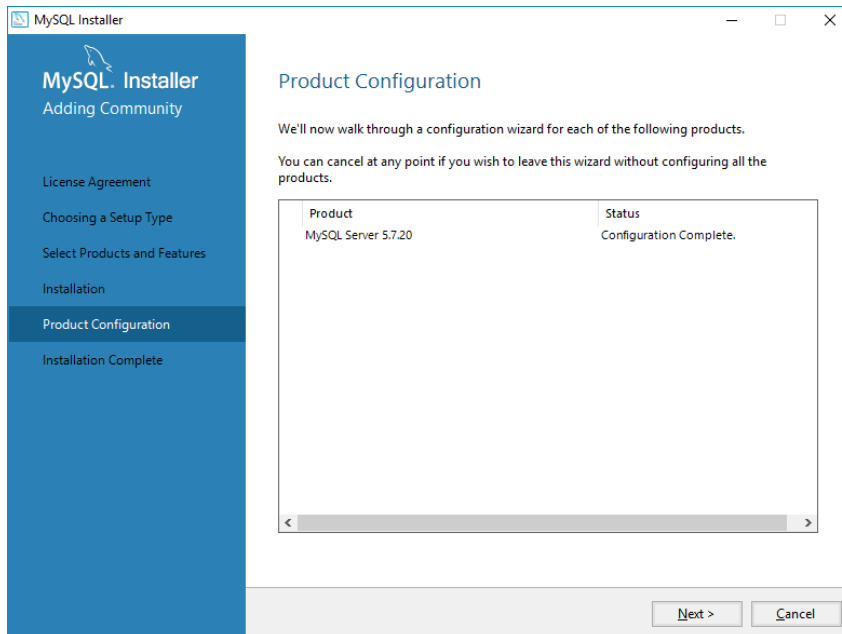 MySQL Installer
MySQL. Installer
Adding Community
License Agreement
Choosing a Setup Type
Select Products and Features
Installation
Product Configuration
Installation Complete
Product Configuration
We'll now walk through a configuration wizard for each of the following products.
You can cancel at any point if you wish to leave this wizard without configuring all the
products.
Product Status
MySQL Server 5.7.20 Configuration Complete.
Next > Cancel